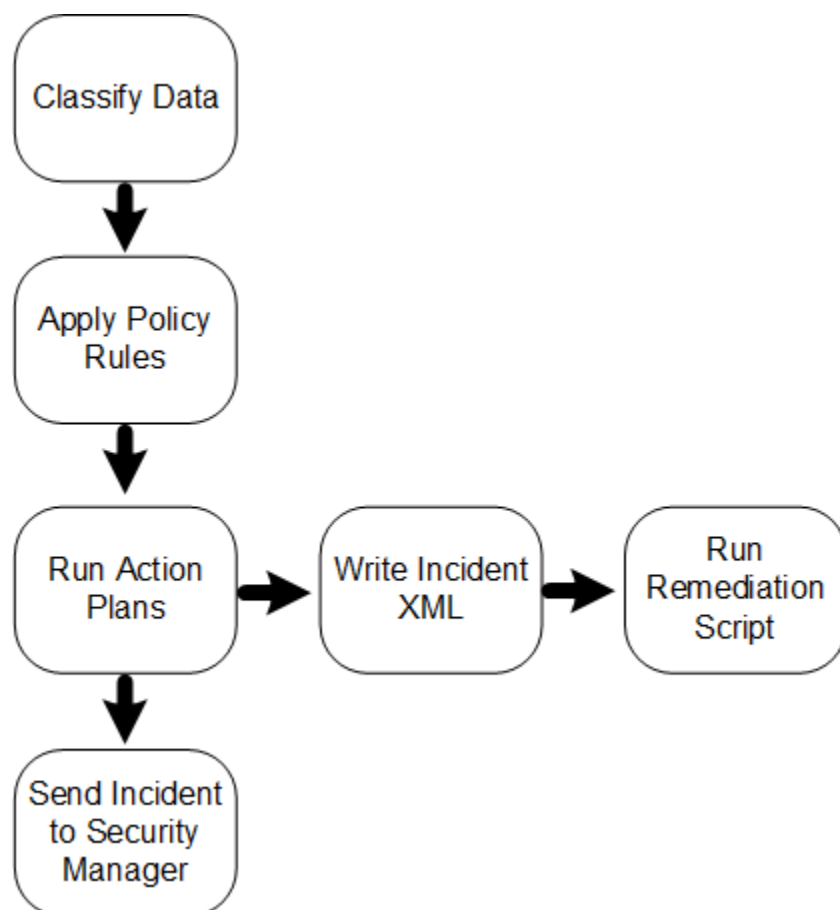 Classify Data
Apply Policy
Rules
Run Action
Plans
Write Incident
XML
Run
Remediation
Script
Send Incident
to Security
Manager